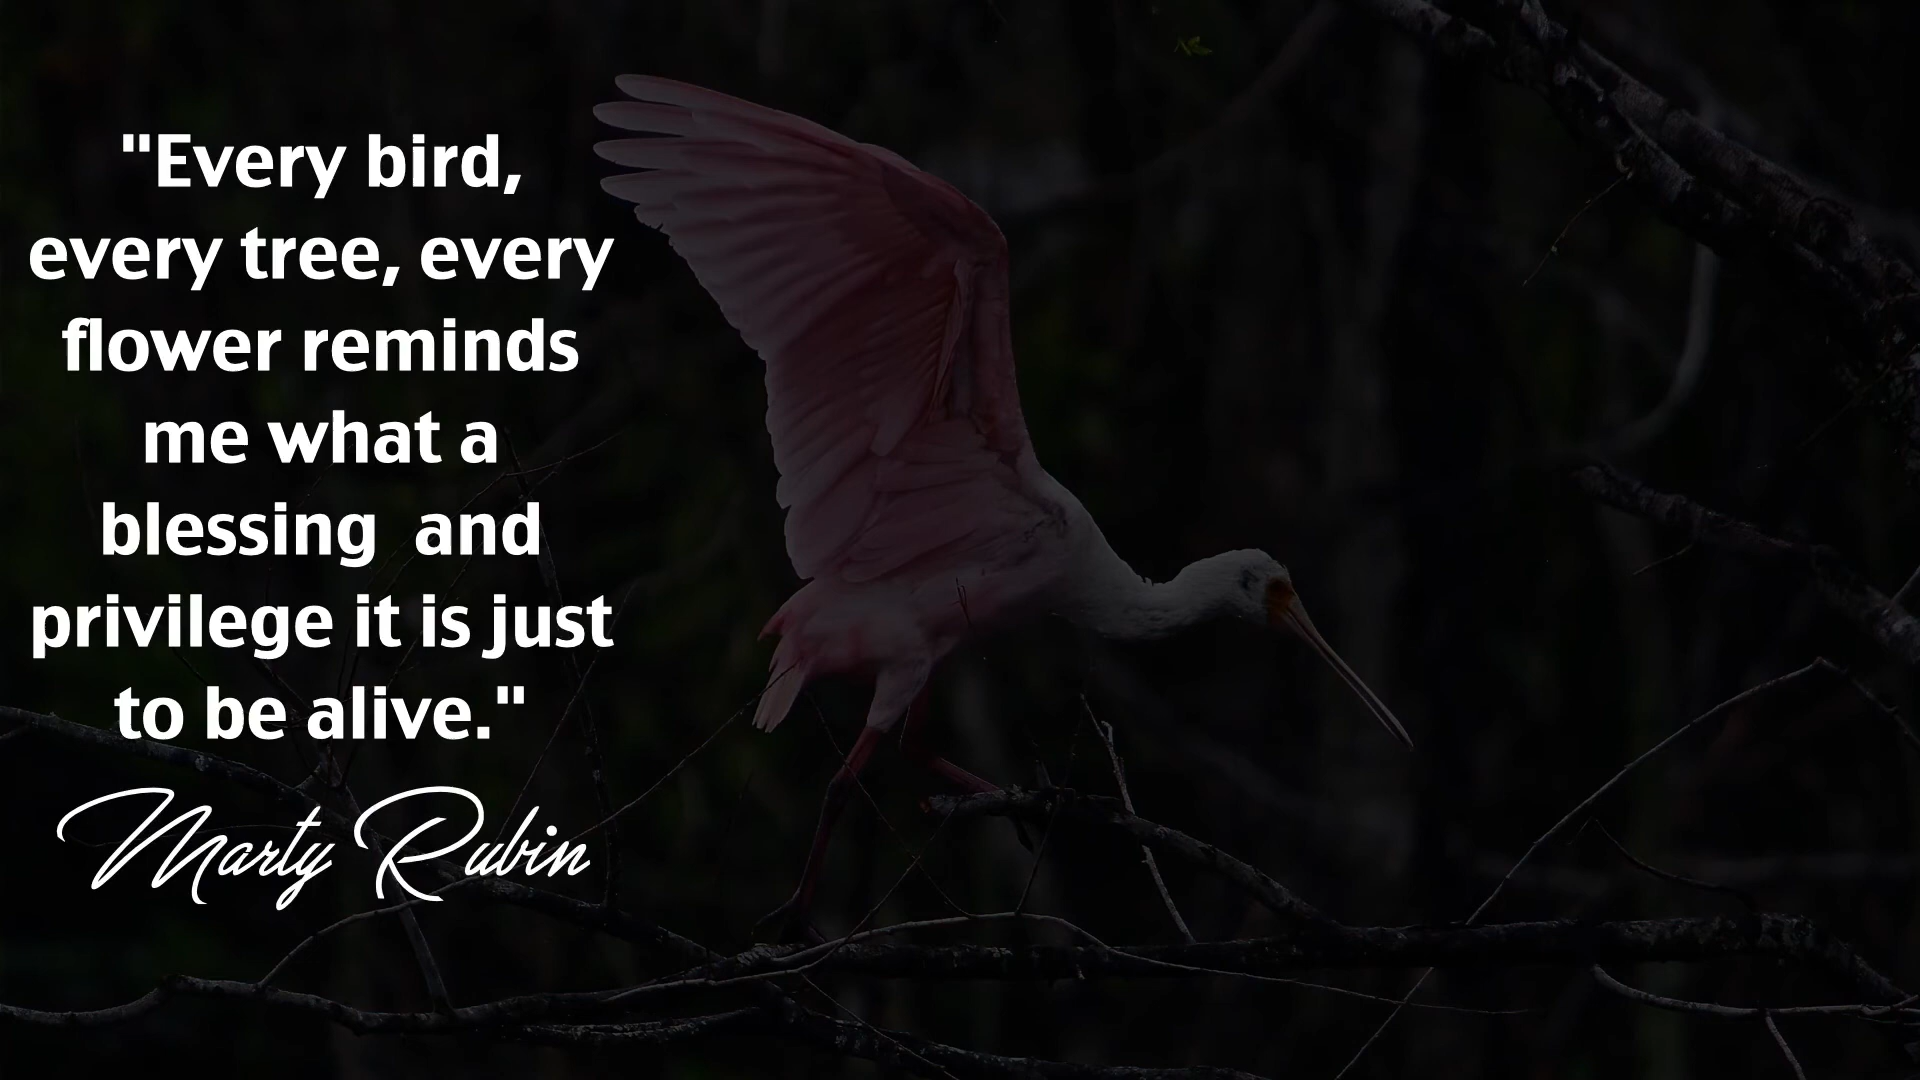 "Every bird,
every tree, every
flower reminds
me what a
blessing  and
privilege it is just
to be alive."
Marty Rubin